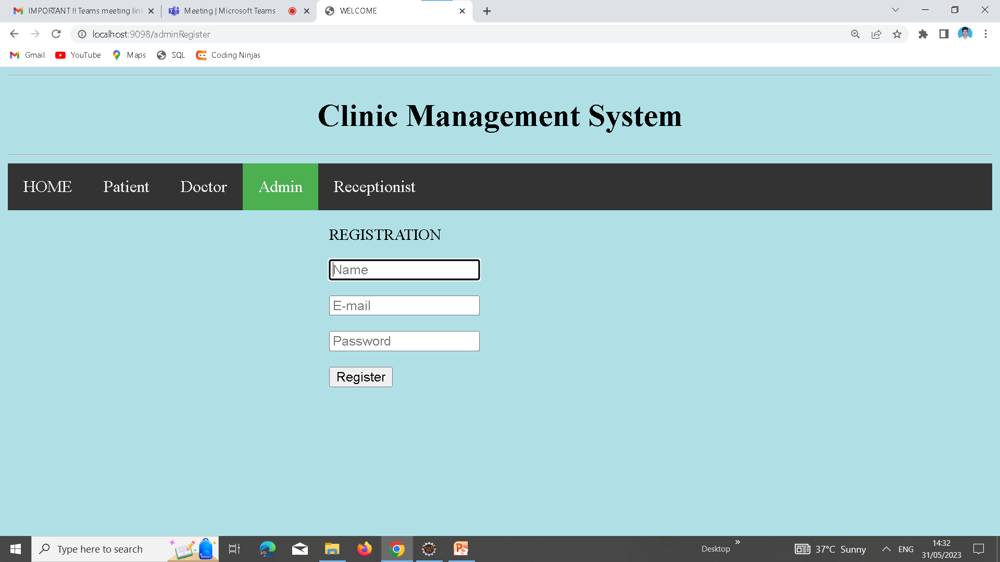 IMPORTANT !! Teams meeting lin
Meeting | Microsoft Teams
WELCOME
localhost:9098/adminRegister
Gmail
YouTube
Maps
SQL
Coding Ninjas
Clinic Management System
HOME
Patient
Doctor
Admin
Receptionist
REGISTRATION
Name
E-mail
Password
Register
Type here to search
Desktop
37°C Sunny
ENG
14:32
31/05/2023